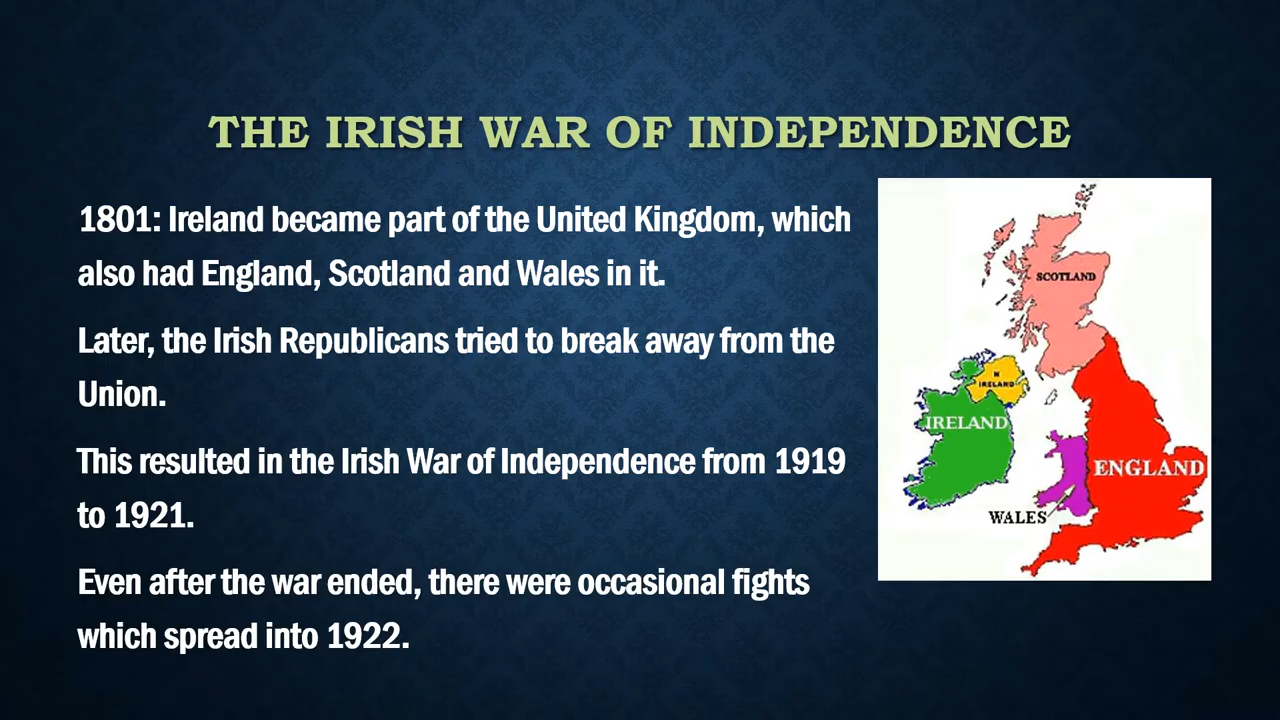 THE IRISH WAR OF INDEPENDENCE
1801: Ireland became part of the United Kingdom, which
also had England, Scotland and Wales in it.
Later, the Irish Republicans tried to break away from the
Union.
This resulted in the Irish War of Independence from 1919
to 1921.
Even after the war ended, there were occasional fights
which spread into 1922.
SCOTLAND
N
IRELAND
IRELAND
ENGLAND
WALES